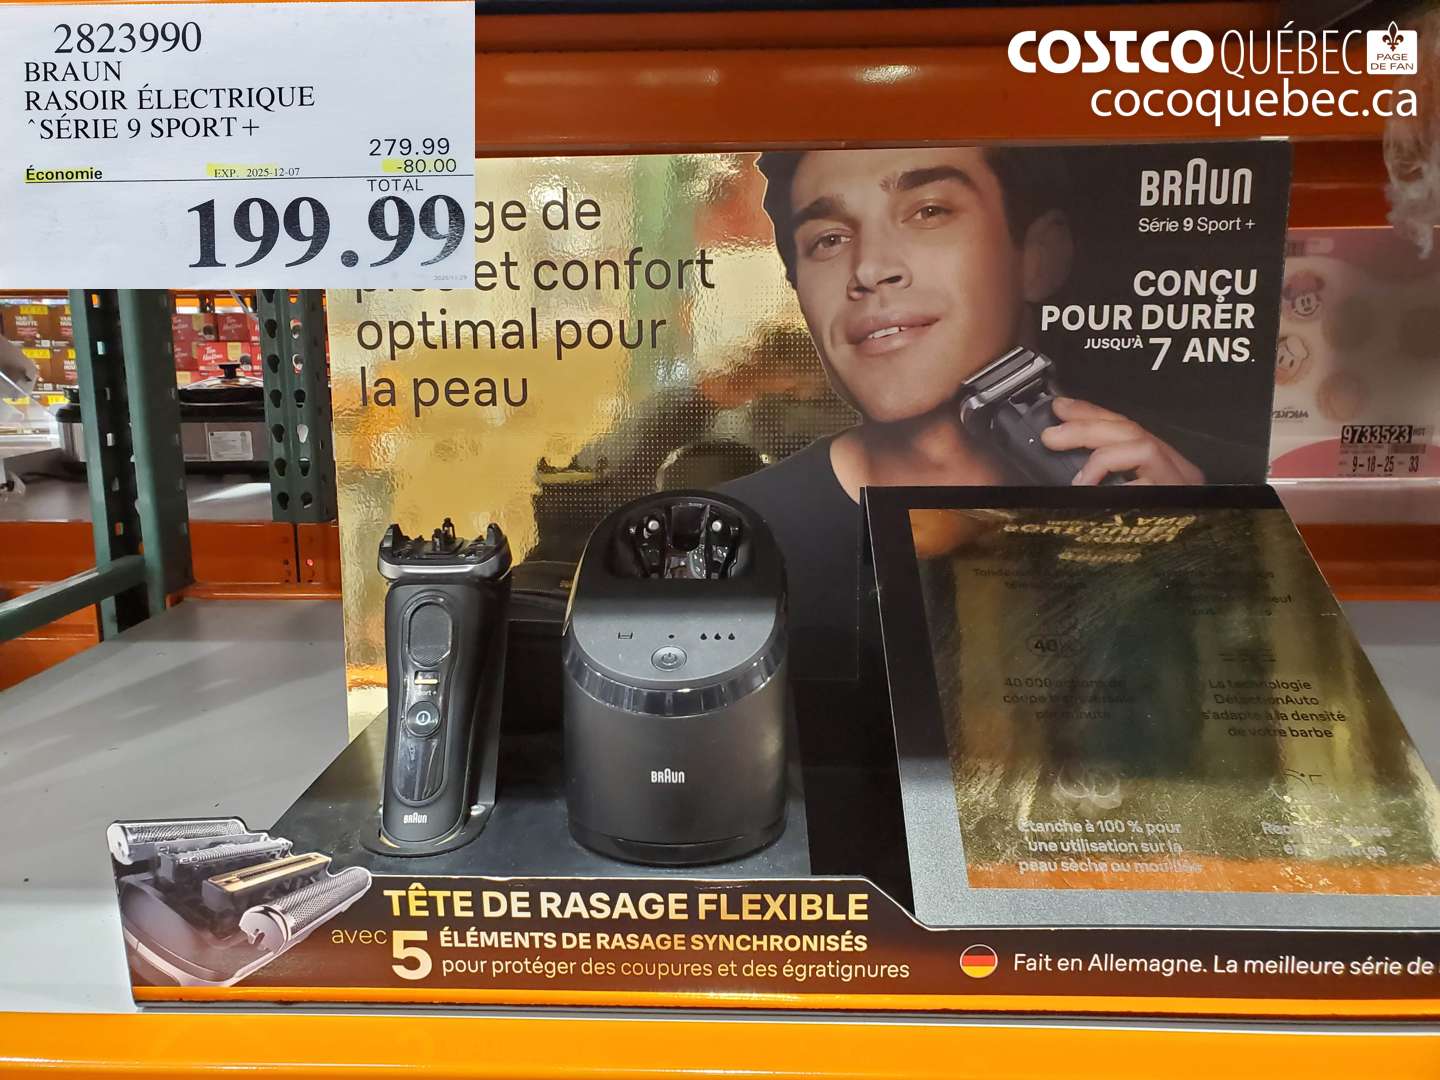 2823990
BRAUN
RASOIR ÉLECTRIQUE
^SÉRIE 9 SPORT+
279.99
Économie EXP. 2025-12-07 -80.00
TOTAL
199.99
COSTCO QUÉBEC PAGE DE FAN
cocoquebec.ca
ge de
et confort
optimal pour
la peau
BRAUN
Série 9 Sport +
CONÇU
POUR DURER
JUSQU'À 7 ANS.
9733523
9-18-25 33
BRAUN
BRAUN
40 000
La technologie
DétectionAuto
s'adapte à la densité
de votre barbe
Étanche à 100 % pour
une utilisation sur la
peau sèche ou mouillée
TÊTE DE RASAGE FLEXIBLE
avec 5 ÉLÉMENTS DE RASAGE SYNCHRONISÉS
pour protéger des coupures et des égratignures
Fait en Allemagne. La meilleure série de